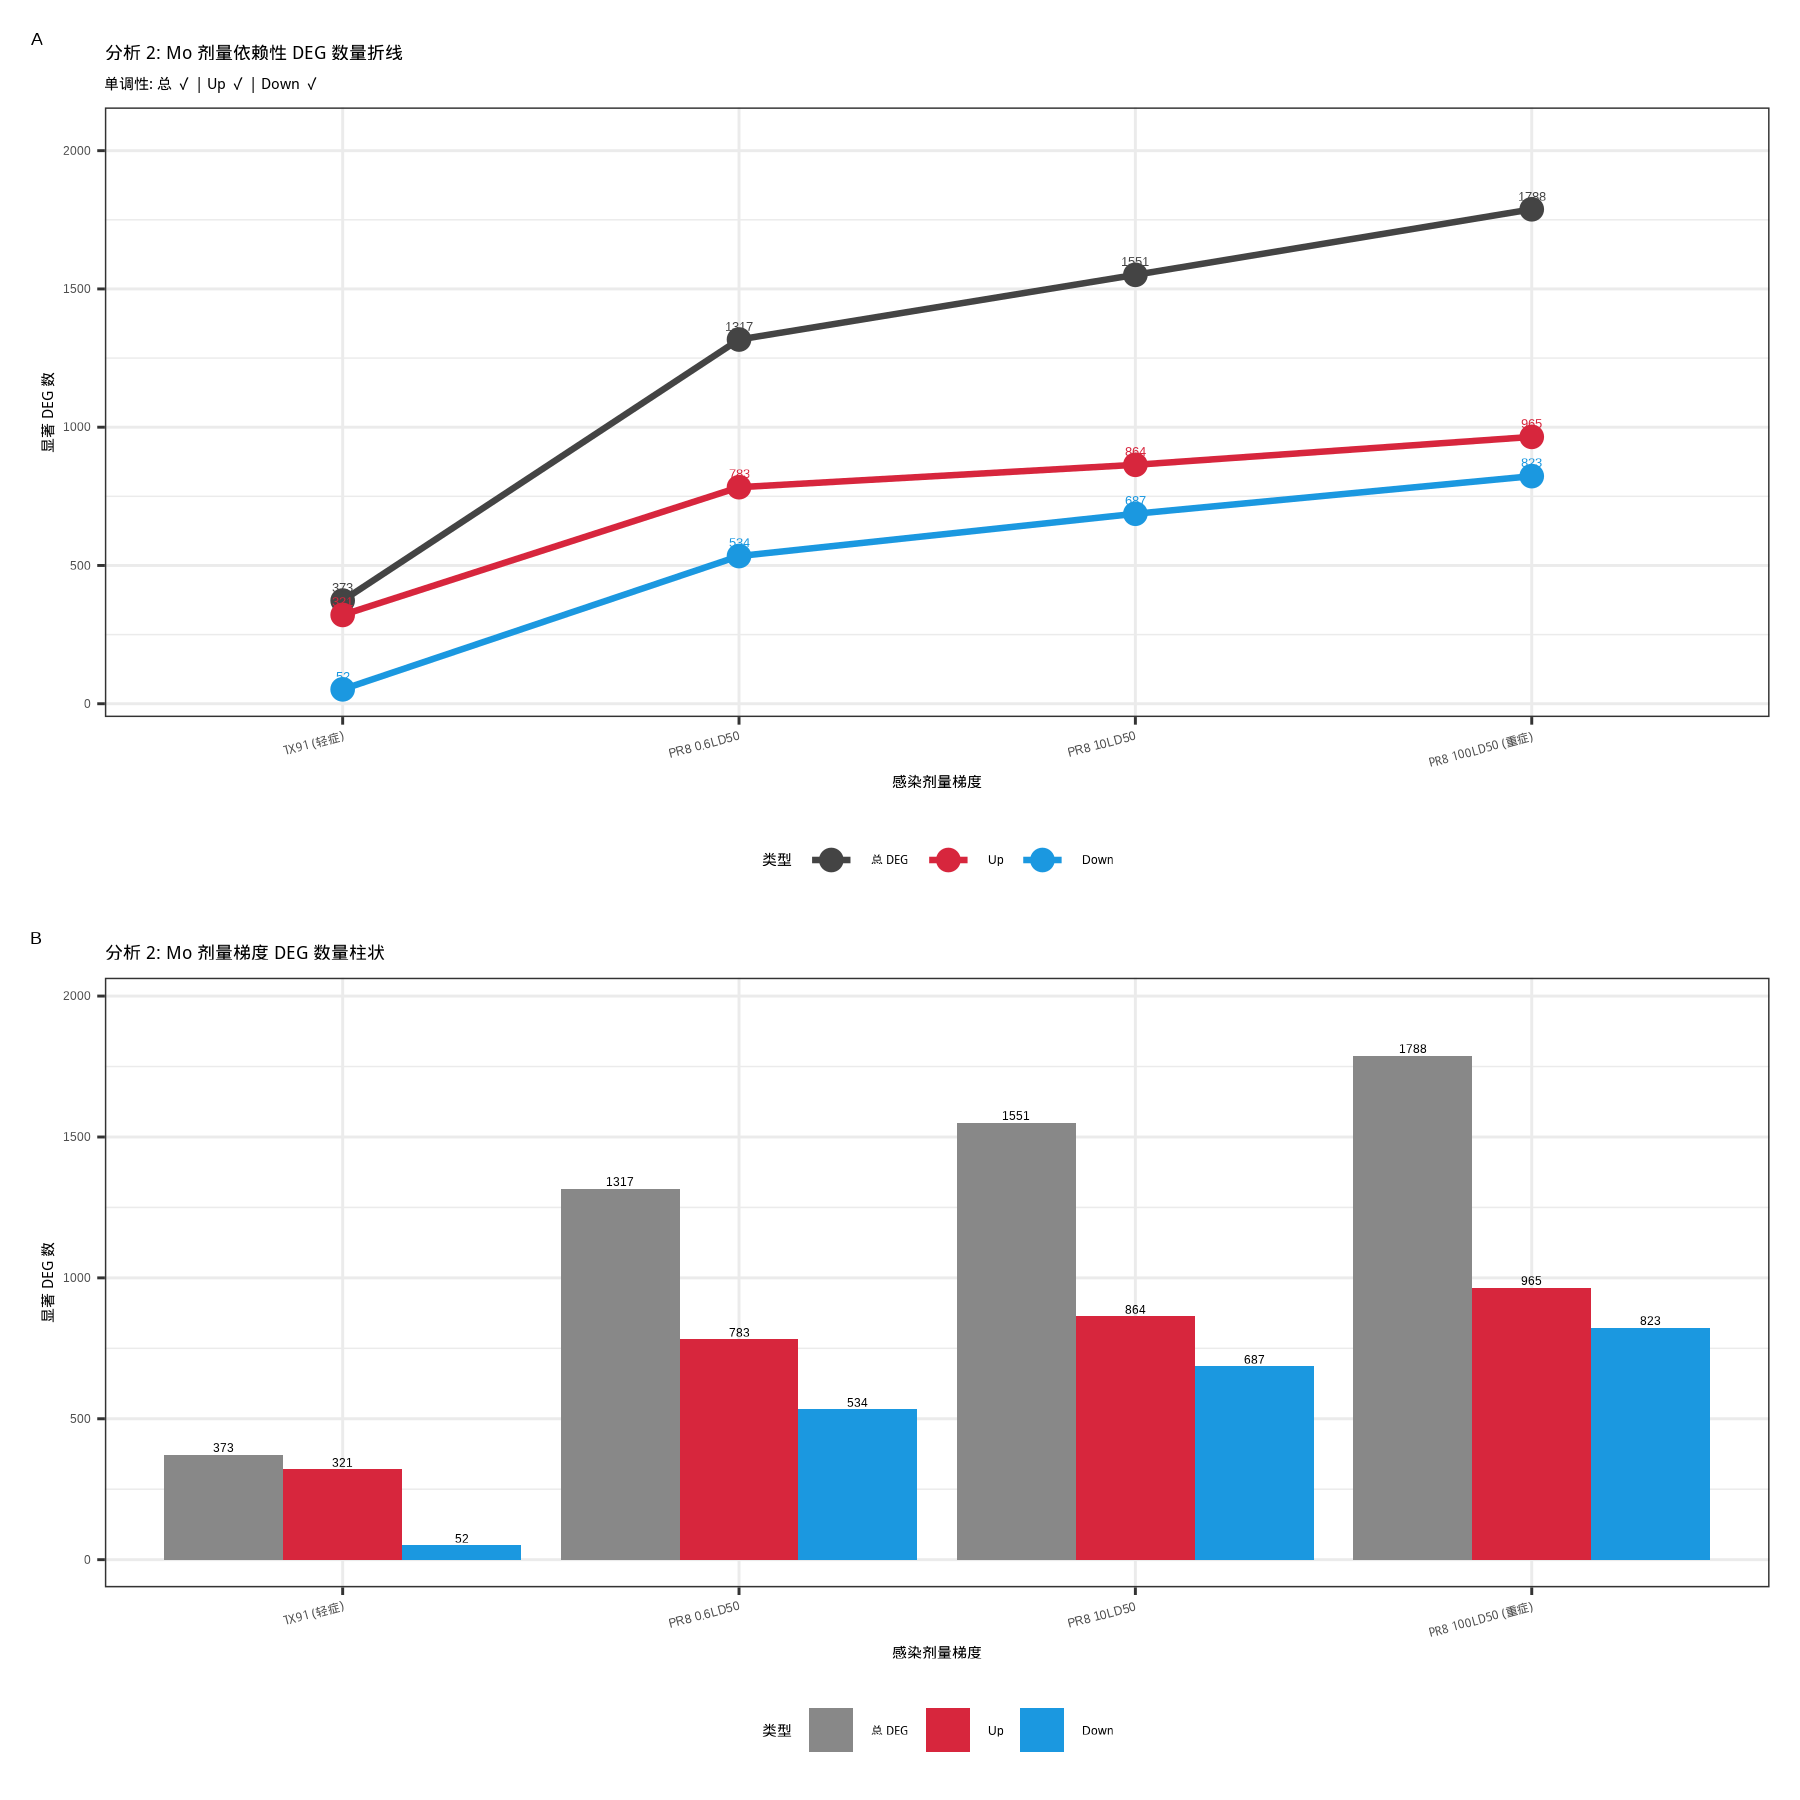 A
分析 2: Mo 剂量依赖性 DEG 数量折线
单调性: 总 ✓ | Up ✓ | Down ✓
显著 DEG 数
2000
1500
1000
500
0
373
1317
1551
1788
321
783
864
965
52
534
687
823
TX91 (轻症)
PR8 0.6LD50
PR8 10LD50
PR8 100LD50 (重症)
感染剂量梯度
类型 总 DEG Up Down
B
分析 2: Mo 剂量梯度 DEG 数量柱状
显著 DEG 数
2000
1500
1000
500
0
373
321
52
1317
783
534
1551
864
687
1788
965
823
TX91 (轻症)
PR8 0.6LD50
PR8 10LD50
PR8 100LD50 (重症)
感染剂量梯度
类型 总 DEG Up Down